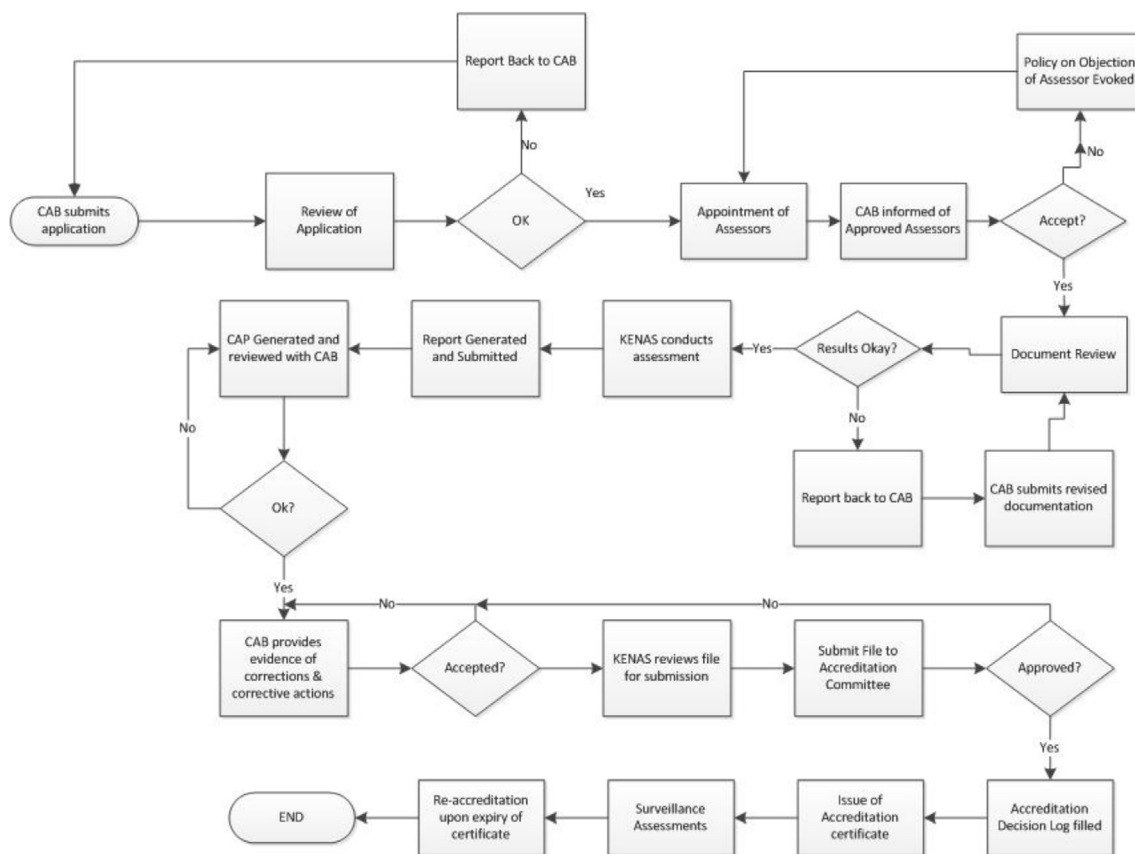 Report Back to CAB
Policy on Objection
of Assessor Evoked
No
No
CAB submits
application
Review of
Application
OK
Yes
Appointment of
Assessors
CAB informed of
Approved Assessors
Accept?
Yes
CAP Generated and
reviewed with CAB
Report Generated
and Submitted
KENAS conducts
assessment
Yes
Results Okay?
Document Review
No
No
Report back to CAB
CAB submits revised
documentation
Ok?
Yes
No
No
CAB provides
evidence of
corrections &
corrective actions
Accepted?
KENAS reviews file
for submission
Submit File to
Accreditation
Committee
Approved?
Yes
END
Re-accreditation
upon expiry of
certificate
Surveillance
Assessments
Issue of
Accreditation
certificate
Accreditation
Decision Log filled